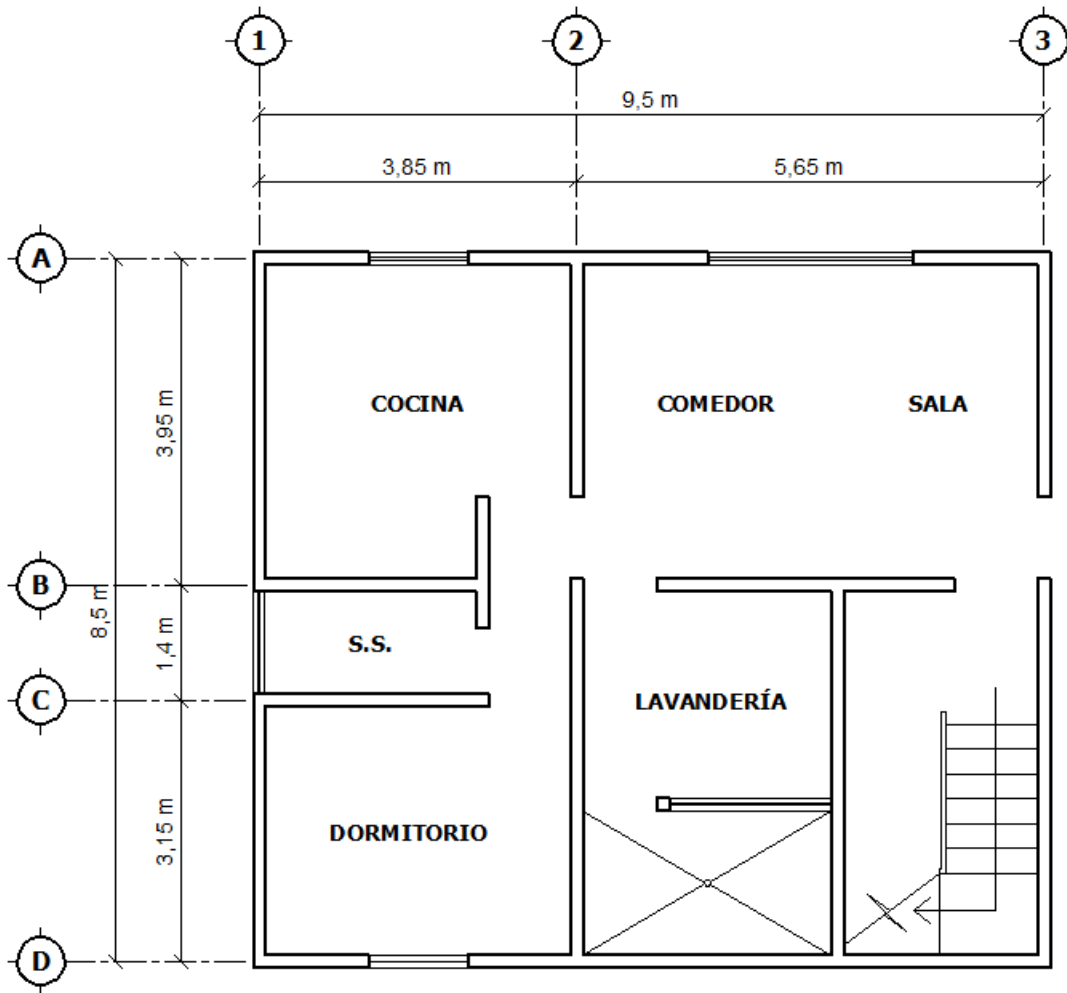 1
2
3
9,5 m
3,85 m
5,65 m
A
B
C
D
8,5 m
3,95 m
1,4 m
3,15 m
COCINA
COMEDOR
SALA
S.S.
LAVANDERÍA
DORMITORIO